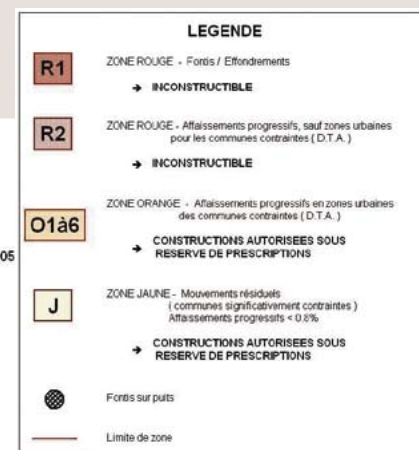 LEGENDE
R1
ZONE ROUGE - Fontis / Effondrements
➔ INCONSTRUCTIBLE
R2
ZONE ROUGE - Affaissements progressifs, sauf zones urbaines
pour les communes contraintes ( D.T.A. )
➔ INCONSTRUCTIBLE
O1à6
ZONE ORANGE - Affaissements progressifs en zones urbaines
des communes contraintes ( D.T.A. )
➔ CONSTRUCTIONS AUTORISEES SOUS
RESERVE DE PRESCRIPTIONS
05
J
ZONE JAUNE - Mouvements résiduels
( communes significativement contraintes )
Affaissements progressifs < 0.8%
➔ CONSTRUCTIONS AUTORISEES SOUS
RESERVE DE PRESCRIPTIONS
Fontis sur puits
Limite de zone